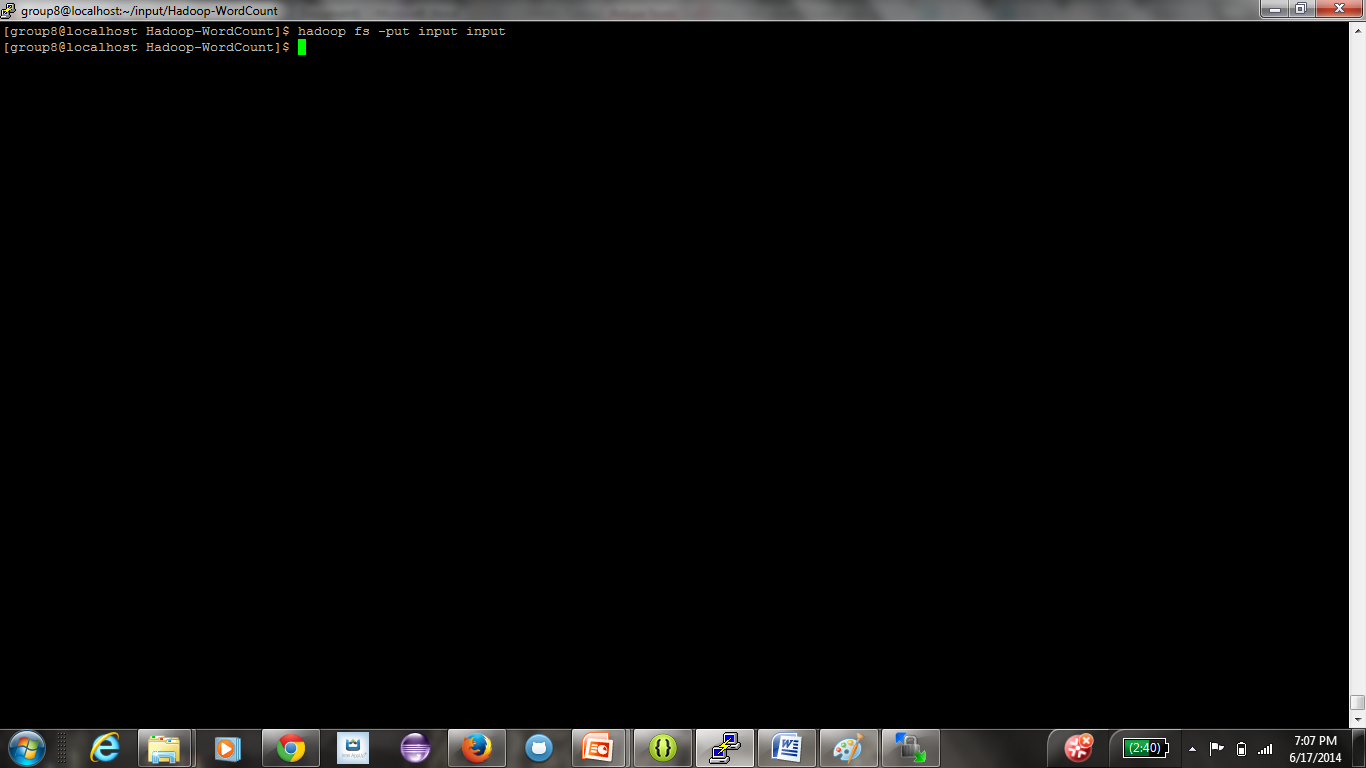 group8@localhost:~/input/Hadoop-WordCount
[group8@localhost Hadoop-WordCount]$ hadoop fs -put input input
[group8@localhost Hadoop-WordCount]$
(2:40)
7:07 PM
6/17/2014